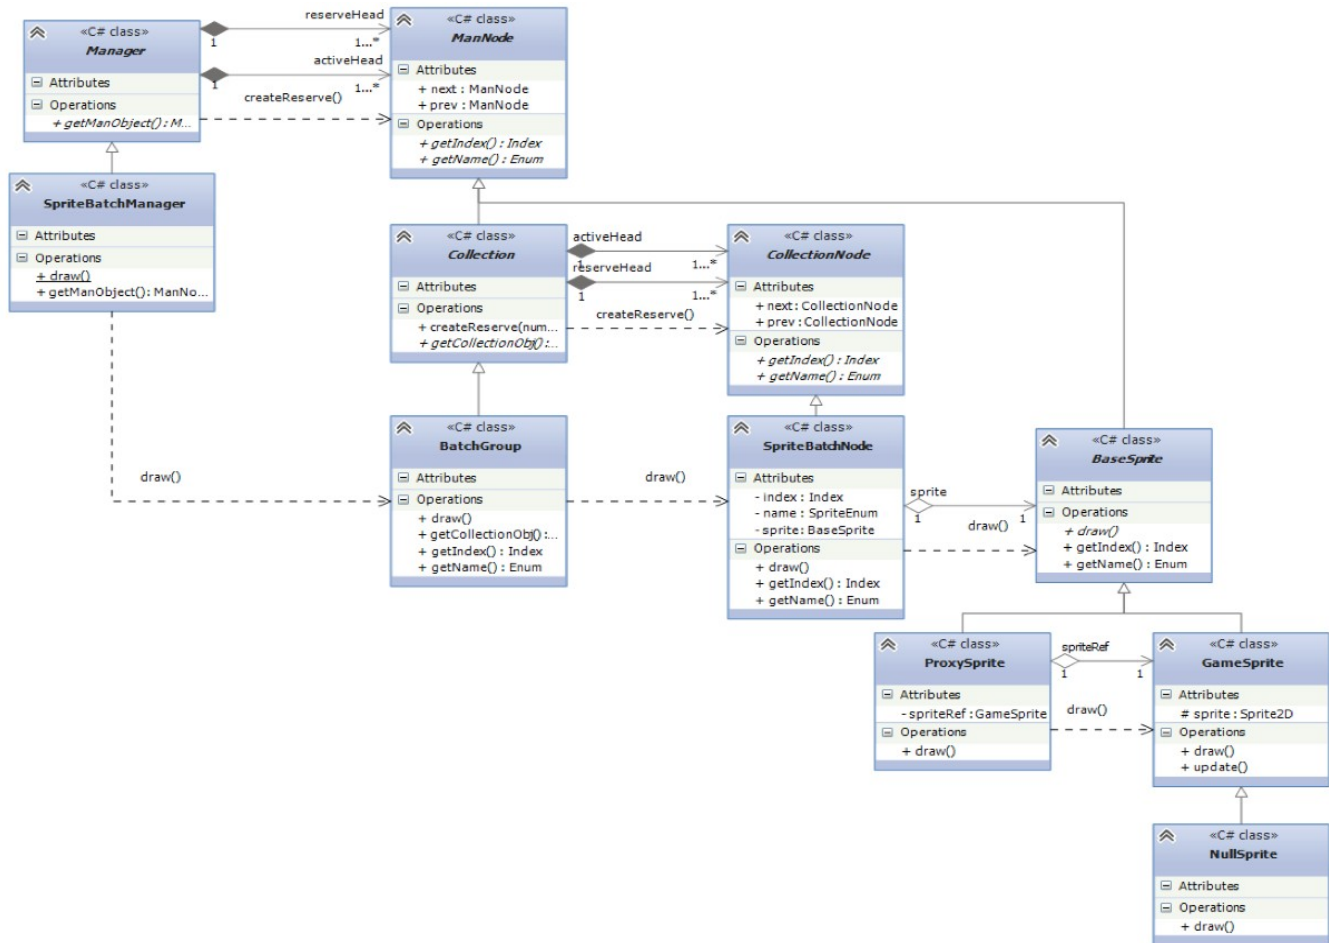 reserveHead
«C# class»
Manager
1
1...*
activeHead
1
1...*
createReserve()
Attributes
Operations
+ getManObject() : M...
«C# class»
ManNode
Attributes
+ next : ManNode
+ prev : ManNode
Operations
+ getIndex() : Index
+ getName() : Enum
«C# class»
SpriteBatchManager
Attributes
Operations
+ draw()
+ getManObject() : ManNo...
«C# class»
Collection
Attributes
Operations
+ createReserve(num...
+ getCollectionObj() :...
activeHead
1
1...*
reserveHead
1
1...*
createReserve()
«C# class»
CollectionNode
Attributes
+ next : CollectionNode
+ prev : CollectionNode
Operations
+ getIndex() : Index
+ getName() : Enum
draw()
«C# class»
BatchGroup
Attributes
Operations
+ draw()
+ getCollectionObj() :...
+ getIndex() : Index
+ getName() : Enum
draw()
«C# class»
SpriteBatchNode
Attributes
- index : Index
- name : SpriteEnum
- sprite : BaseSprite
Operations
+ draw()
+ getIndex() : Index
+ getName() : Enum
sprite
1
1
draw()
«C# class»
BaseSprite
Attributes
Operations
+ draw()
+ getIndex() : Index
+ getName() : Enum
«C# class»
ProxySprite
Attributes
- spriteRef : GameSprite
Operations
+ draw()
spriteRef
1
1
draw()
«C# class»
GameSprite
Attributes
# sprite : Sprite2D
Operations
+ draw()
+ update()
«C# class»
NullSprite
Attributes
Operations
+ draw()